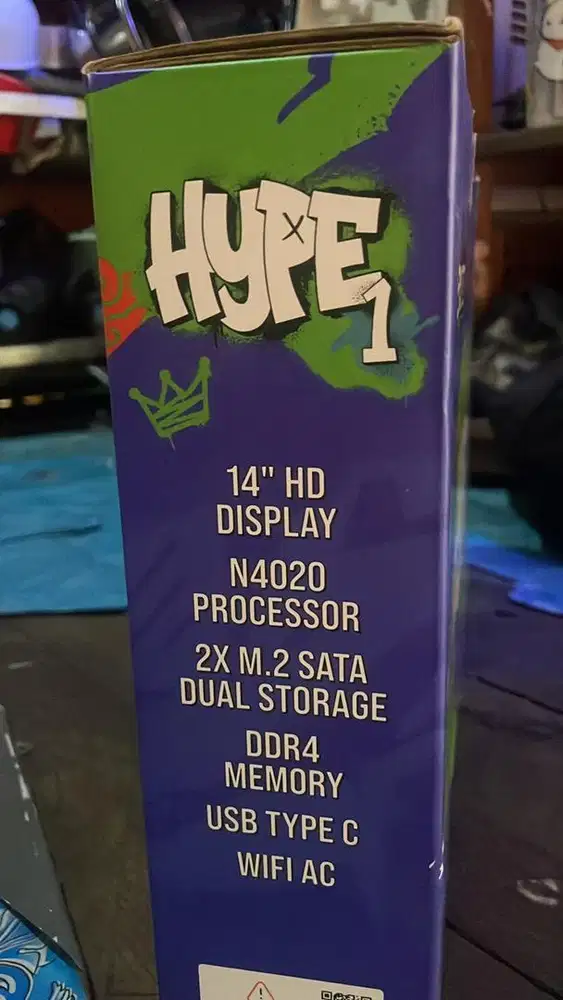 HYPE
1
14" HD
DISPLAY
N4020
PROCESSOR
2X M.2 SATA
DUAL STORAGE
DDR4
MEMORY
USB TYPE C
WIFI AC